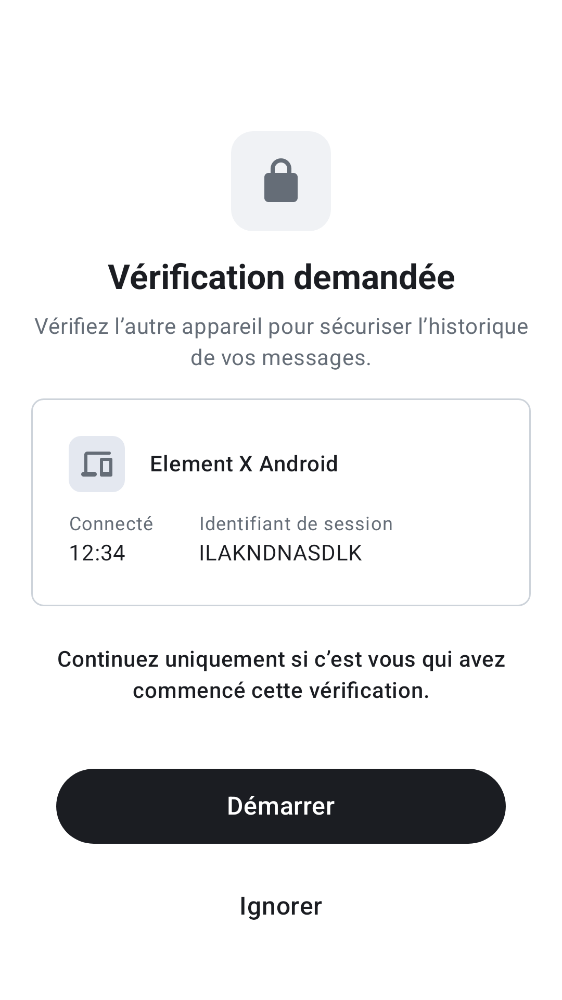 Vérification demandée
Vérifiez l’autre appareil pour sécuriser l’historique
de vos messages.
Element X Android
Connecté
12:34
Identifiant de session
ILAKNDNASDLK
Continuez uniquement si c’est vous qui avez
commencé cette vérification.
Démarrer
Ignorer